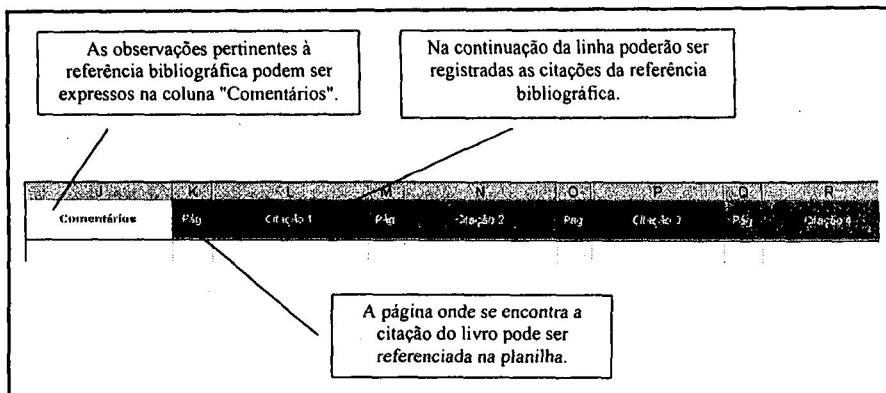 As observações pertinentes à
referência bibliográfica podem ser
expressos na coluna "Comentários".
Na continuação da linha poderão ser
registradas as citações da referência
bibliográfica.
J K L M N O P Q R
Comentários Pág Citação 1 Pág Citação 2 Pág Citação 3 Pág Citação 4
A página onde se encontra a
citação do livro pode ser
referenciada na planilha.